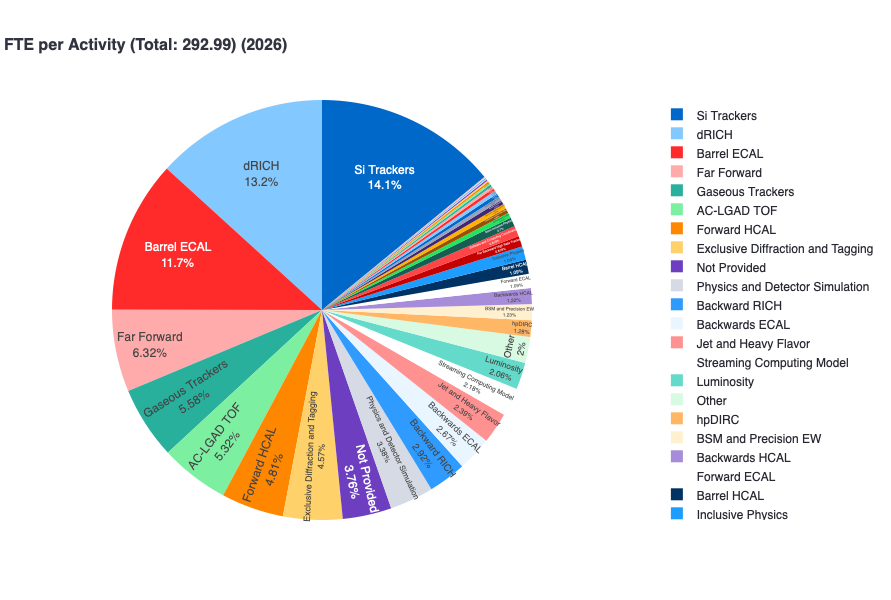 FTE per Activity (Total: 292.99) (2026)
Si Trackers
14.1%
dRICH
13.2%
Barrel ECAL
11.7%
Far Forward
6.32%
Gaseous Trackers
5.58%
AC-LGAD TOF
5.32%
Forward HCAL
4.81%
Exclusive Diffraction and Tagging
4.57%
Not Provided
3.76%
Physics and Detector Simulation
3.38%
Backward RICH
2.92%
Backwards ECAL
2.67%
Jet and Heavy Flavor
2.39%
Streaming Computing Model
2.18%
Luminosity
2.06%
Other
2%
hpDIRC
BSM and Precision EW
1.23%
Backwards HCAL
Forward ECAL
1.09%
Barrel HCAL
Si Trackers
dRICH
Barrel ECAL
Far Forward
Gaseous Trackers
AC-LGAD TOF
Forward HCAL
Exclusive Diffraction and Tagging
Not Provided
Physics and Detector Simulation
Backward RICH
Backwards ECAL
Jet and Heavy Flavor
Streaming Computing Model
Luminosity
Other
hpDIRC
BSM and Precision EW
Backwards HCAL
Forward ECAL
Barrel HCAL
Inclusive Physics